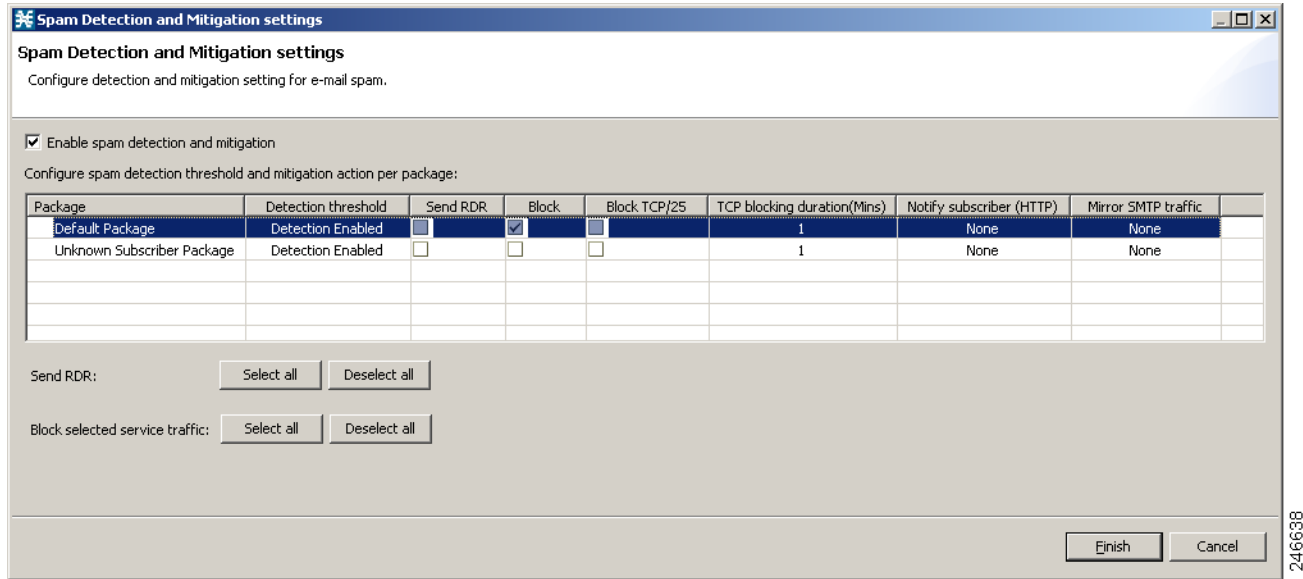 Spam Detection and Mitigation settings
Spam Detection and Mitigation settings
Configure detection and mitigation setting for e-mail spam.
Enable spam detection and mitigation
Configure spam detection threshold and mitigation action per package:
Package Detection threshold Send RDR Block Block TCP/25 TCP blocking duration(Mins) Notify subscriber (HTTP) Mirror SMTP traffic
Default Package Detection Enabled 1 None None
Unknown Subscriber Package Detection Enabled 1 None None
Send RDR: Select all Deselect all
Block selected service traffic: Select all Deselect all
Finish Cancel
246638